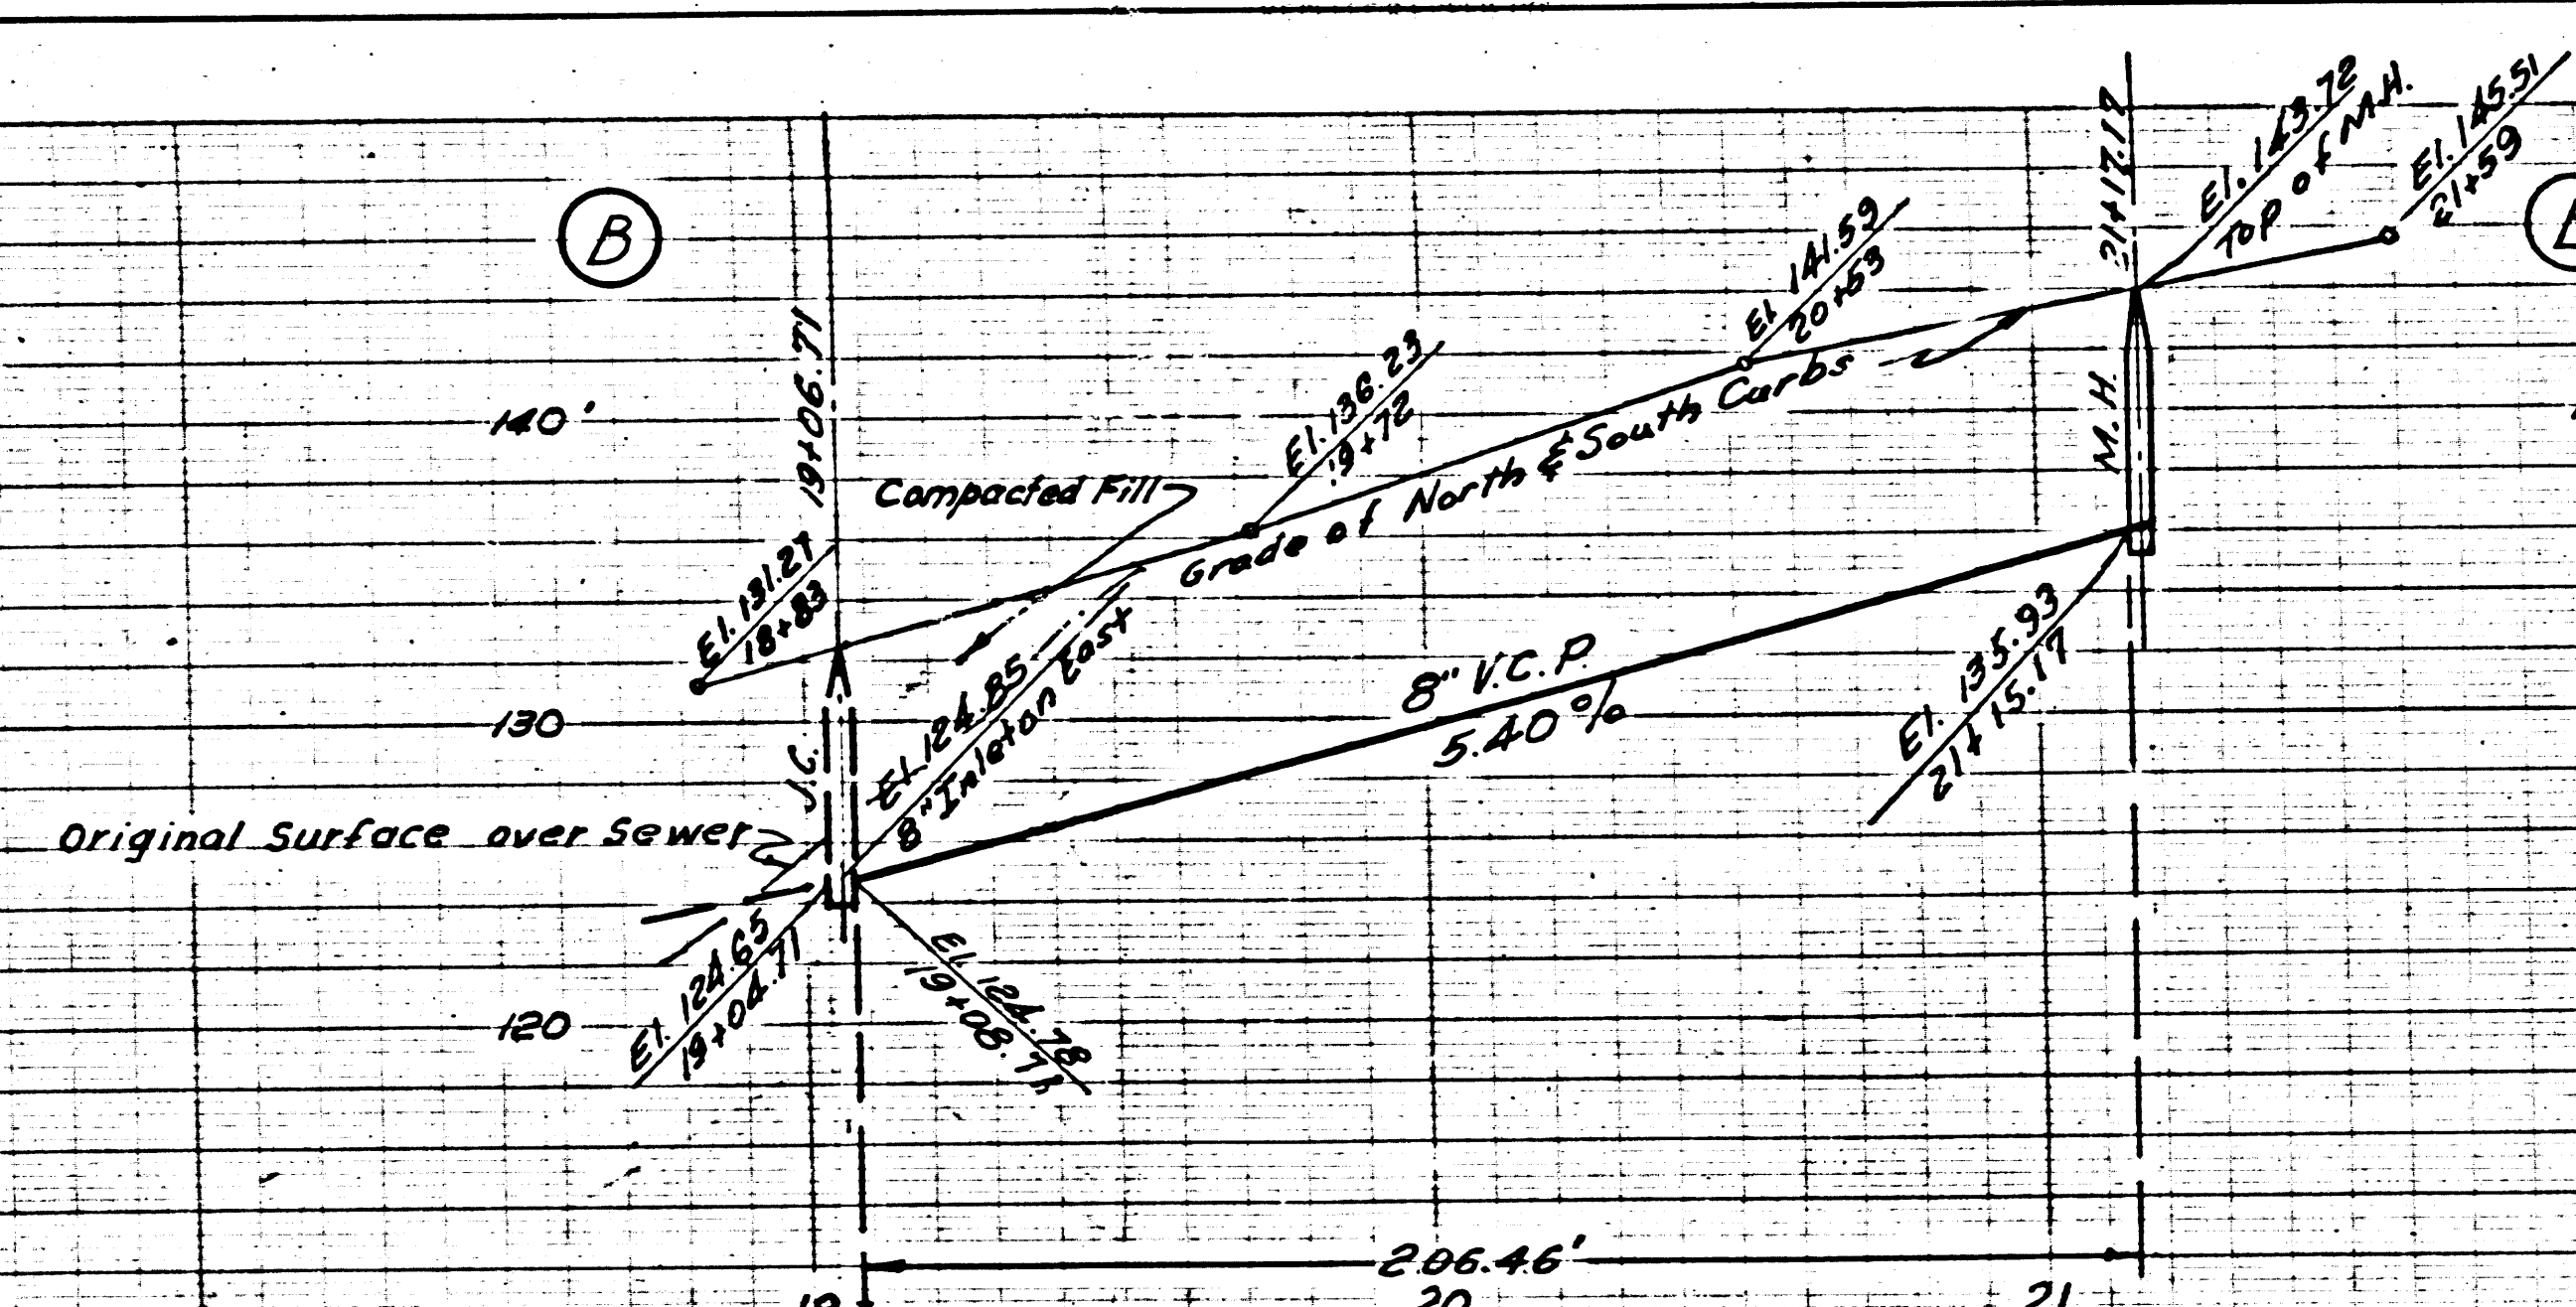 B
140'
130
120
19+06.71
El. 131.27
18+83
Compacted Fill
El. 136.23
19+72
El. 141.59
20+53
21+17.17
El. 143.72
Top of M.H.
El. 145.51
21+59
Grade of North & South Curbs
M.H.
J.C.
El. 124.85
8" Inlet on East
8" V.C.P.
5.40 %
El. 135.93
21+15.17
Original Surface over Sewer
El. 124.65
19+04.71
El. 124.78
19+08.71
206.46'
20
21